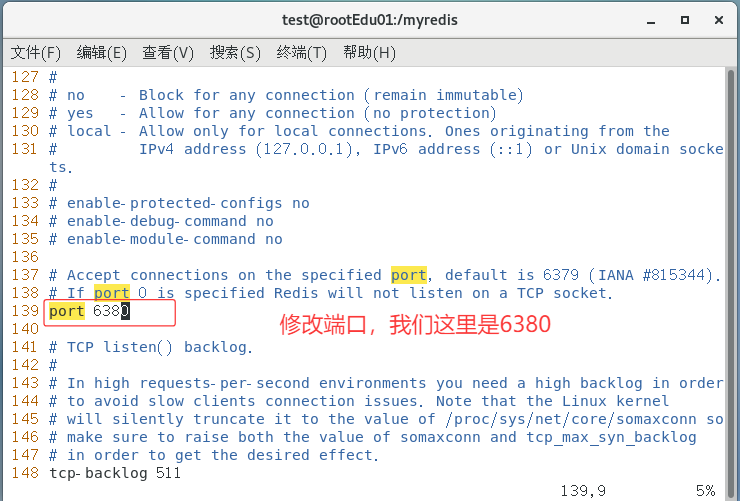 test@rootEdu01:/myredis
文件(F) 编辑(E) 查看(V) 搜索(S) 终端(T) 帮助(H)
127 #
128 # no   - Block for any connection (remain immutable)
129 # yes  - Allow for any connection (no protection)
130 # local - Allow only for local connections. Ones originating from the
131 #         IPv4 address (127.0.0.1), IPv6 address (::1) or Unix domain socke
ts.
132 #
133 # enable-protected-configs no
134 # enable-debug-command no
135 # enable-module-command no
136
137 # Accept connections on the specified port, default is 6379 (IANA #815344).
138 # If port 0 is specified Redis will not listen on a TCP socket.
139 port 6380
修改端口，我们这里是6380
140
141 # TCP listen() backlog.
142 #
143 # In high requests-per-second environments you need a high backlog in order
144 # to avoid slow clients connection issues. Note that the Linux kernel
145 # will silently truncate it to the value of /proc/sys/net/core/somaxconn so
146 # make sure to raise both the value of somaxconn and tcp_max_syn_backlog
147 # in order to get the desired effect.
148 tcp-backlog 511
139,9 5%